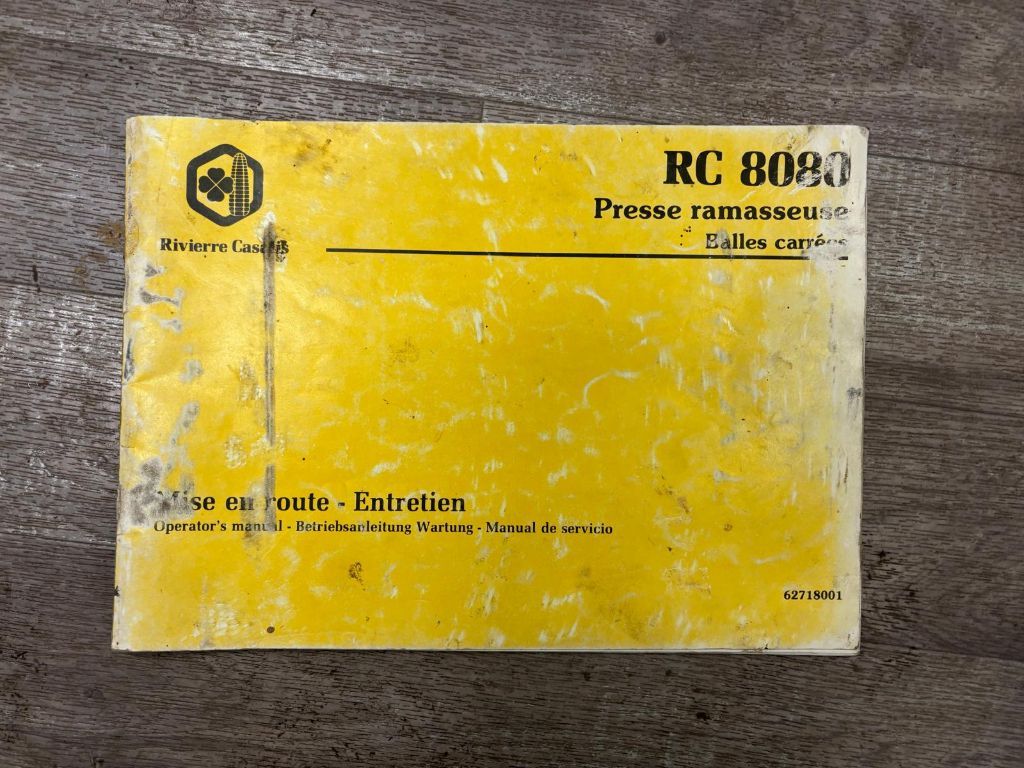 RC 8080
Presse ramasseuse
Balles carrées
Rivierre Casalis
Mise en route - Entretien
Operator's manual - Betriebsanleitung Wartung - Manual de servicio
62718001